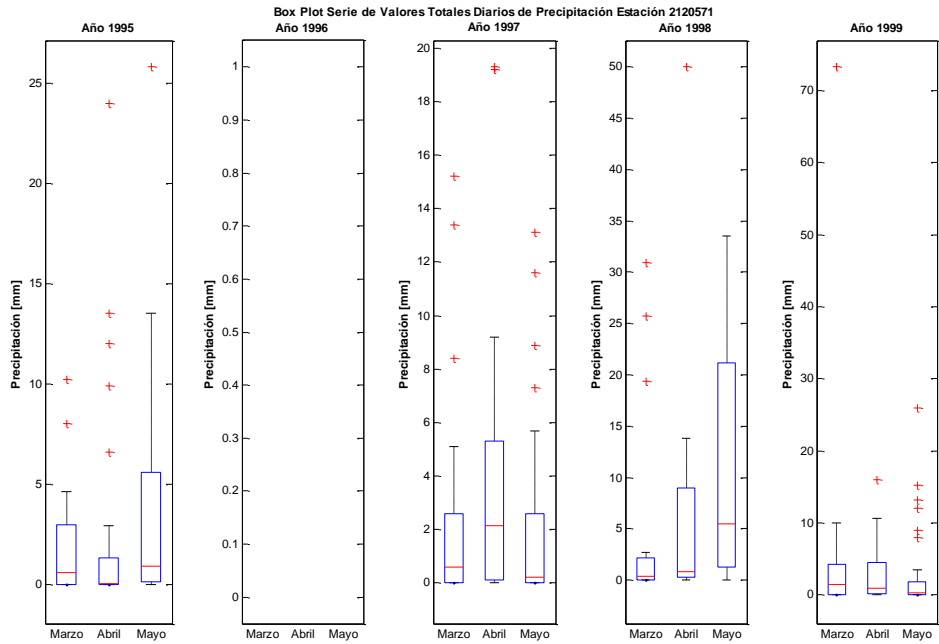 Box Plot Serie de Valores Totales Diarios de Precipitación Estación 2120571
Año 1995
Precipitación [mm]
25
20
15
10
5
0
Marzo Abril Mayo
Año 1996
Precipitación [mm]
1
0.9
0.8
0.7
0.6
0.5
0.4
0.3
0.2
0.1
0
Marzo Abril Mayo
Año 1997
Precipitación [mm]
20
18
16
14
12
10
8
6
4
2
0
Marzo Abril Mayo
Año 1998
Precipitación [mm]
50
45
40
35
30
25
20
15
10
5
0
Marzo Abril Mayo
Año 1999
Precipitación [mm]
70
60
50
40
30
20
10
0
Marzo Abril Mayo